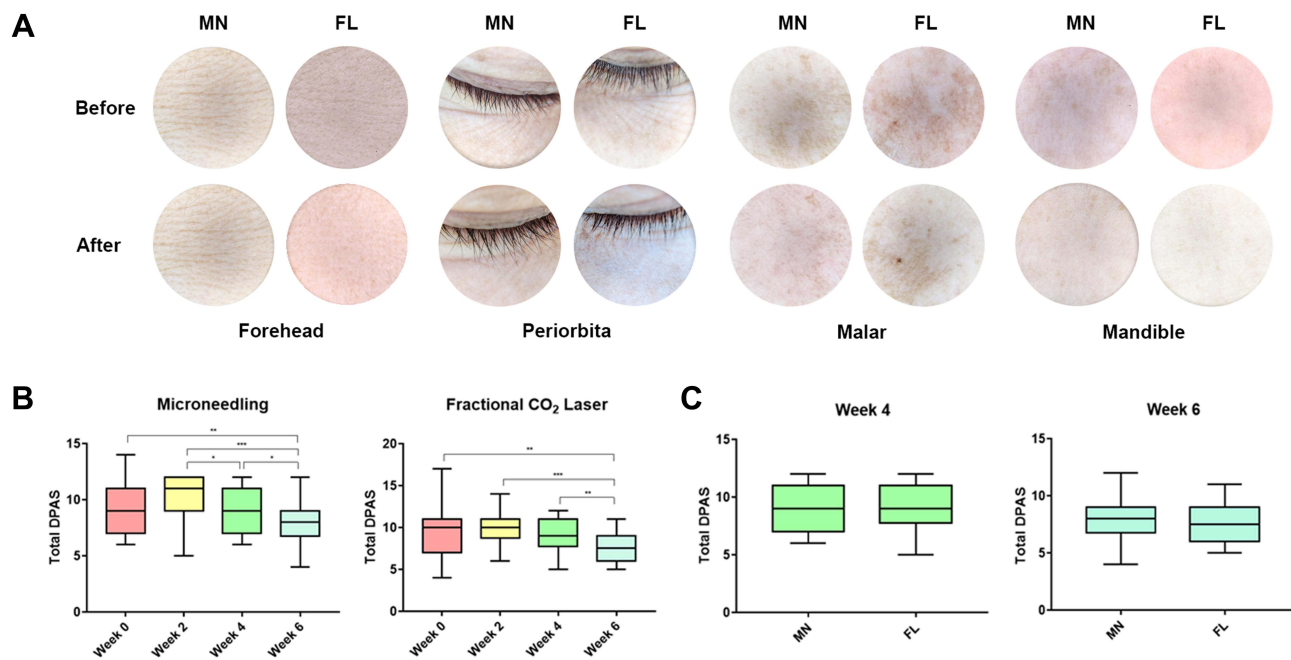 A
MN FL MN FL MN FL MN FL
Before
After
Forehead Periorbita Malar Mandible
B
Microneedling
Total DPAS
15
10
5
0
** 
***
* *
Week 0 Week 2 Week 4 Week 6
Fractional CO₂ Laser
Total DPAS
20
15
10
5
0
**
***
**
Week 0 Week 2 Week 4 Week 6
C
Week 4
Total DPAS
15
10
5
0
MN FL
Week 6
Total DPAS
15
10
5
0
MN FL